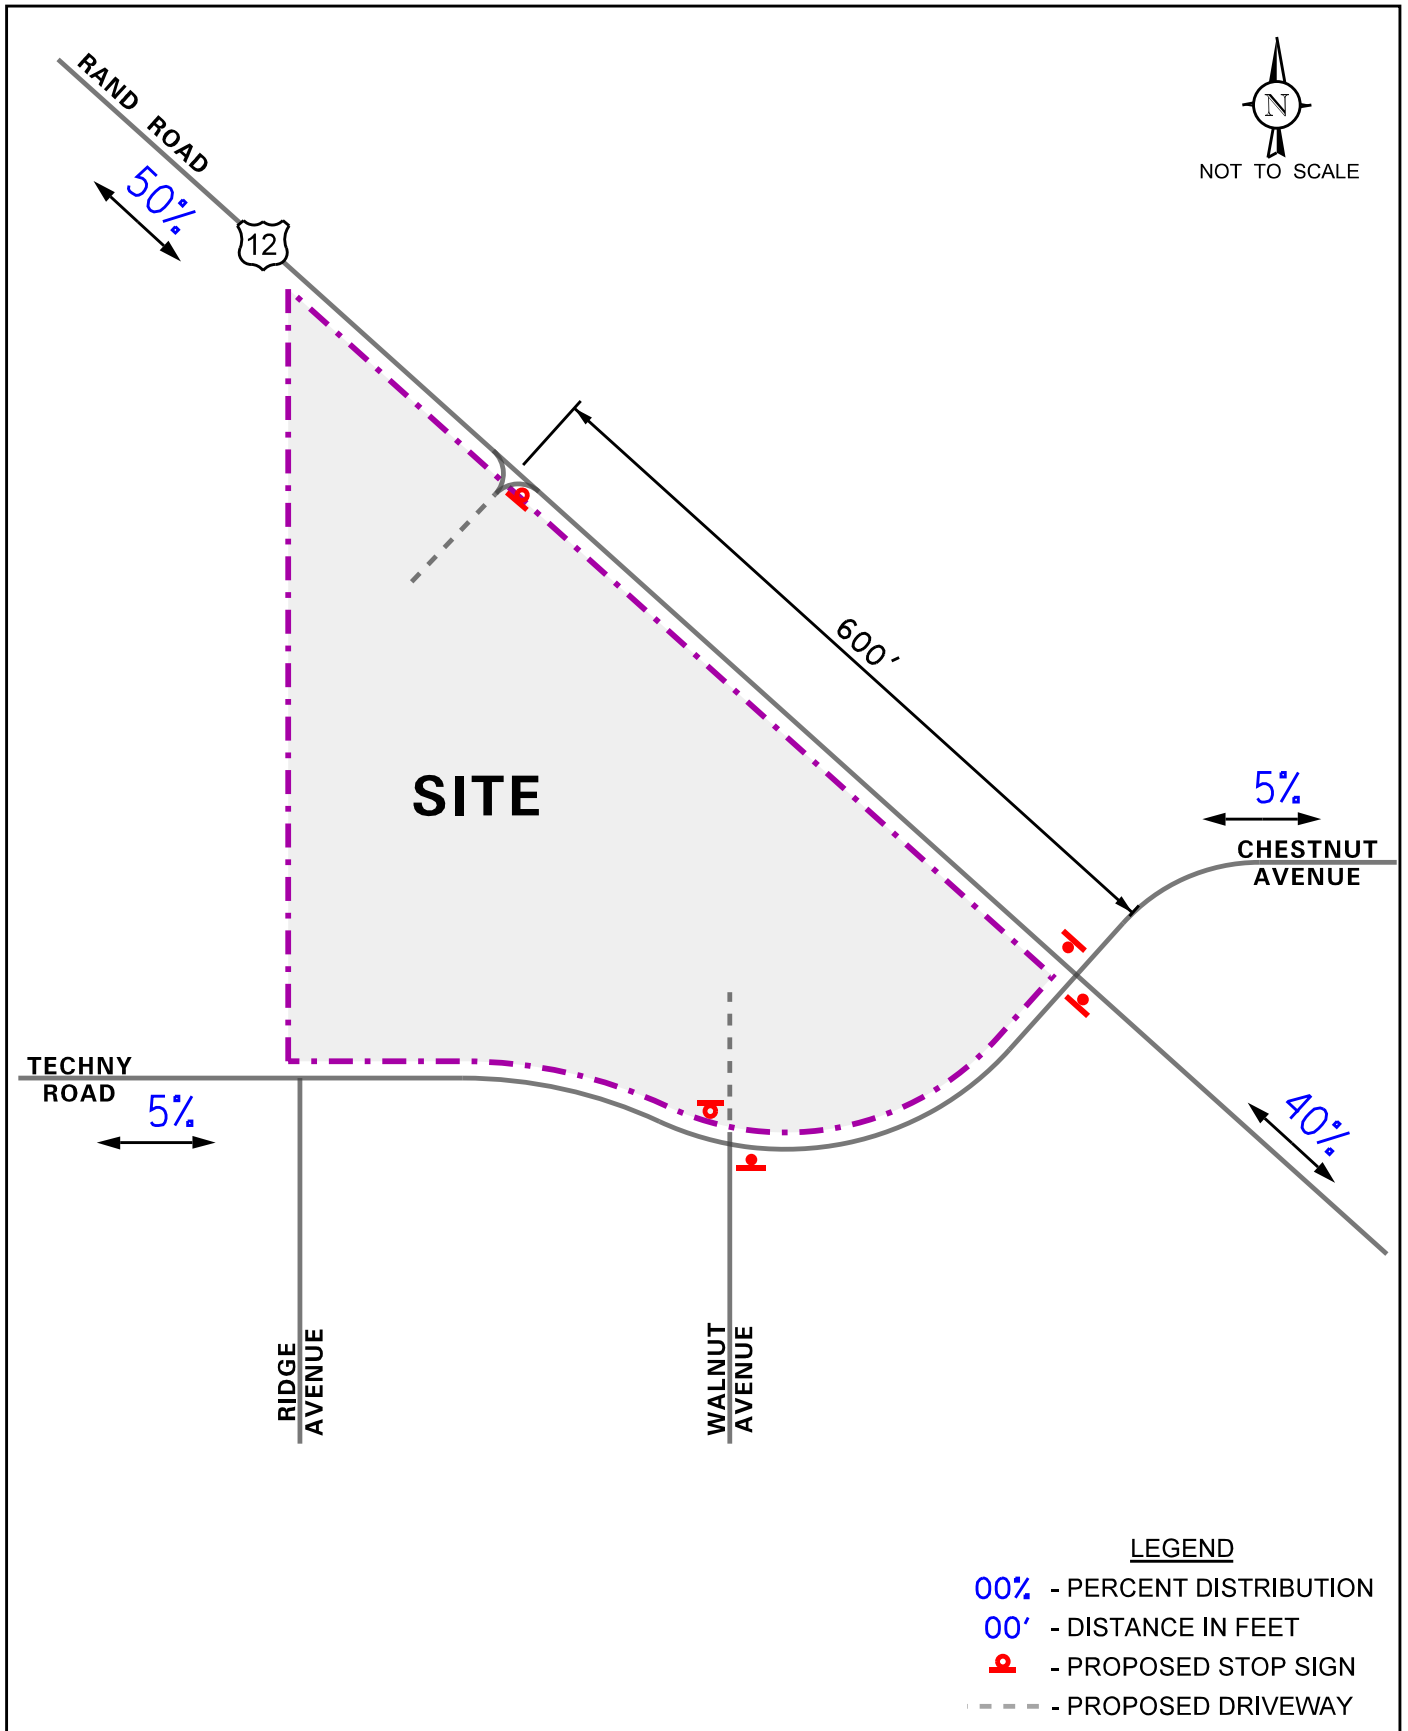 RAND ROAD
50%
12
N
NOT TO SCALE
600'
SITE
5%
CHESTNUT
AVENUE
TECHNY
ROAD
5%
40%
RIDGE
AVENUE
WALNUT
AVENUE
LEGEND
00% - PERCENT DISTRIBUTION
00' - DISTANCE IN FEET
- PROPOSED STOP SIGN
- PROPOSED DRIVEWAY